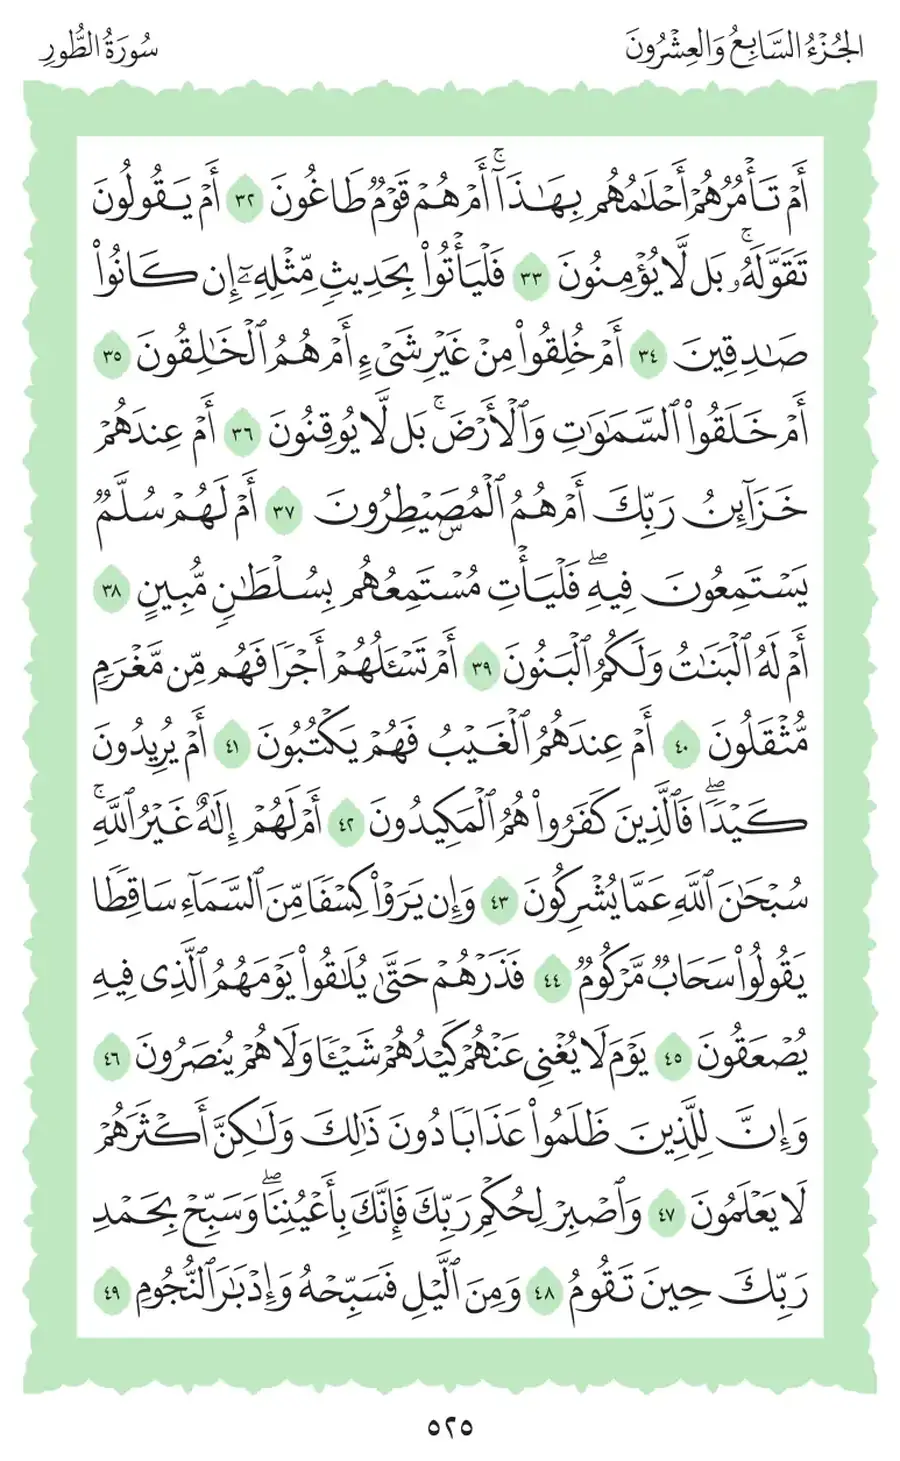 الجُزْءُ السَّابِعُ وَالعِشْرُونَ
سُورَةُ الطُّورِ
أَمْ تَأْمُرُهُمْ أَحْلَٰمُهُم بِهَٰذَآ ۚ أَمْ هُمْ قَوْمٌ طَاغُونَ ٣٢ أَمْ يَقُولُونَ
تَقَوَّلَهُۥ ۚ بَل لَّا يُؤْمِنُونَ ٣٣ فَلْيَأْتُوا۟ بِحَدِيثٍ مِّثْلِهِۦٓ إِن كَانُوا۟
صَٰدِقِينَ ٣٤ أَمْ خُلِقُوا۟ مِنْ غَيْرِ شَىْءٍ أَمْ هُمُ ٱلْخَٰلِقُونَ ٣٥
أَمْ خَلَقُوا۟ ٱلسَّمَٰوَٰتِ وَٱلْأَرْضَ ۚ بَل لَّا يُوقِنُونَ ٣٦ أَمْ عِندَهُمْ
خَزَآئِنُ رَبِّكَ أَمْ هُمُ ٱلْمُصَۣيْطِرُونَ ٣٧ أَمْ لَهُمْ سُلَّمٌ
يَسْتَمِعُونَ فِيهِ ۖ فَلْيَأْتِ مُسْتَمِعُهُم بِسُلْطَٰنٍ مُّبِينٍ ٣٨
أَمْ لَهُ ٱلْبَنَٰتُ وَلَكُمُ ٱلْبَنُونَ ٣٩ أَمْ تَسْـَٔلُهُمْ أَجْرًا فَهُم مِّن مَّغْرَمٍ
مُّثْقَلُونَ ٤٠ أَمْ عِندَهُمُ ٱلْغَيْبُ فَهُمْ يَكْتُبُونَ ٤١ أَمْ يُرِيدُونَ
كَيْدًا ۖ فَٱلَّذِينَ كَفَرُوا۟ هُمُ ٱلْمَكِيدُونَ ٤٢ أَمْ لَهُمْ إِلَٰهٌ غَيْرُ ٱللَّهِ ۚ
سُبْحَٰنَ ٱللَّهِ عَمَّا يُشْرِكُونَ ٤٣ وَإِن يَرَوْا۟ كِسْفًا مِّنَ ٱلسَّمَآءِ سَاقِطًا
يَقُولُوا۟ سَحَابٌ مَّرْكُومٌ ٤٤ فَذَرْهُمْ حَتَّىٰ يُلَٰقُوا۟ يَوْمَهُمُ ٱلَّذِى فِيهِ
يُصْعَقُونَ ٤٥ يَوْمَ لَا يُغْنِى عَنْهُمْ كَيْدُهُمْ شَيْـًٔا وَلَا هُمْ يُنصَرُونَ ٤٦
وَإِنَّ لِلَّذِينَ ظَلَمُوا۟ عَذَابًا دُونَ ذَٰلِكَ وَلَٰكِنَّ أَكْثَرَهُمْ
لَا يَعْلَمُونَ ٤٧ وَٱصْبِرْ لِحُكْمِ رَبِّكَ فَإِنَّكَ بِأَعْيُنِنَا ۖ وَسَبِّحْ بِحَمْدِ
رَبِّكَ حِينَ تَقُومُ ٤٨ وَمِنَ ٱلَّيْلِ فَسَبِّحْهُ وَإِدْبَٰرَ ٱلنُّجُومِ ٤٩
٥٢٥